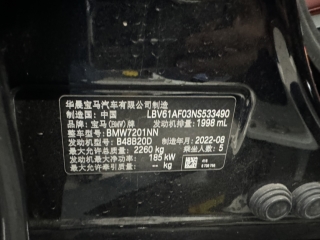 华晨宝马汽车有限公司制造
制造国：中国 LBV61AF03NS533490
品牌：宝马(BMW)牌 发动机排量：1998 mL
整车型号：BMW7201NN
发动机型号：B48B20D
最大允许总质量：2260 kg 制造年月：2022-08
发动机最大净功率：185 kW 乘坐人数：5
最大允许牵引质量：-- kg